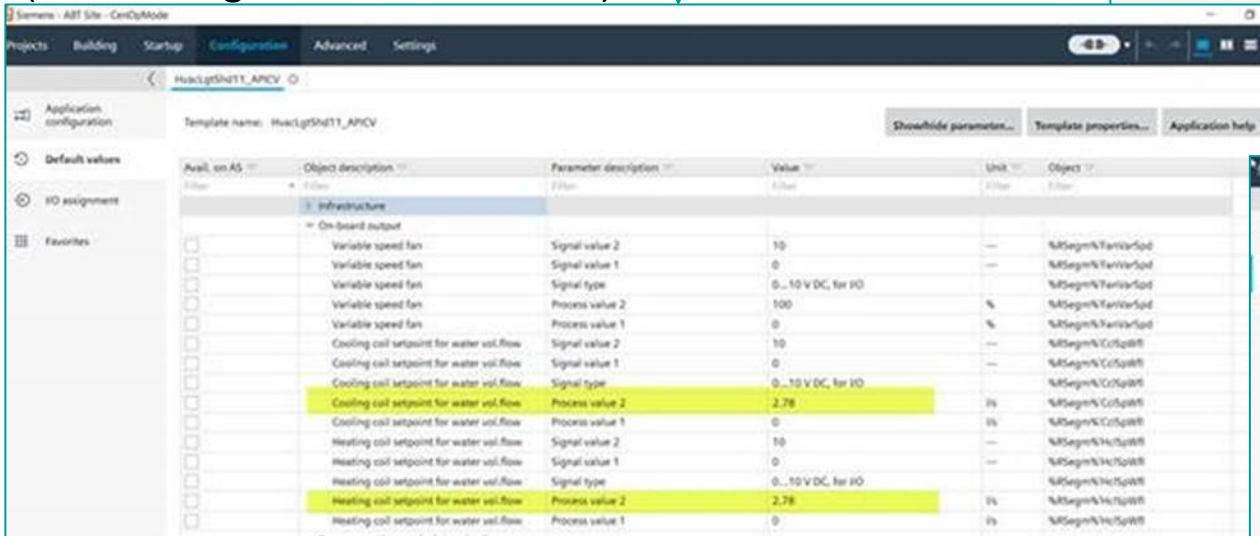 Siemens - ABT Site - CenOpMode
Projects Building Startup Configuration Advanced Settings
HvacLgtShd11_APICV
Application configuration
Template name: HvacLgtShd11_APICV
Show/hide parameter... Template properties... Application help
Default values
I/O assignment
Favorites
Avail. on AS Object description Parameter description Value Unit Object
Filter Filter Filter Filter Filter Filter
Infrastructure
On-board output
Variable speed fan Signal value 2 10 — %RSegm%'FanVarSpd
Variable speed fan Signal value 1 0 — %RSegm%'FanVarSpd
Variable speed fan Signal type 0...10 V DC, for I/O %RSegm%'FanVarSpd
Variable speed fan Process value 2 100 % %RSegm%'FanVarSpd
Variable speed fan Process value 1 0 % %RSegm%'FanVarSpd
Cooling coil setpoint for water vol.flow Signal value 2 10 — %RSegm%'CclSpWfl
Cooling coil setpoint for water vol.flow Signal value 1 0 — %RSegm%'CclSpWfl
Cooling coil setpoint for water vol.flow Signal type 0...10 V DC, for I/O %RSegm%'CclSpWfl
Cooling coil setpoint for water vol.flow Process value 2 2.78 l/s %RSegm%'CclSpWfl
Cooling coil setpoint for water vol.flow Process value 1 0 l/s %RSegm%'CclSpWfl
Heating coil setpoint for water vol.flow Signal value 2 10 — %RSegm%'HclSpWfl
Heating coil setpoint for water vol.flow Signal value 1 0 — %RSegm%'HclSpWfl
Heating coil setpoint for water vol.flow Signal type 0...10 V DC, for I/O %RSegm%'HclSpWfl
Heating coil setpoint for water vol.flow Process value 2 2.78 l/s %RSegm%'HclSpWfl
Heating coil setpoint for water vol.flow Process value 1 0 l/s %RSegm%'HclSpWfl